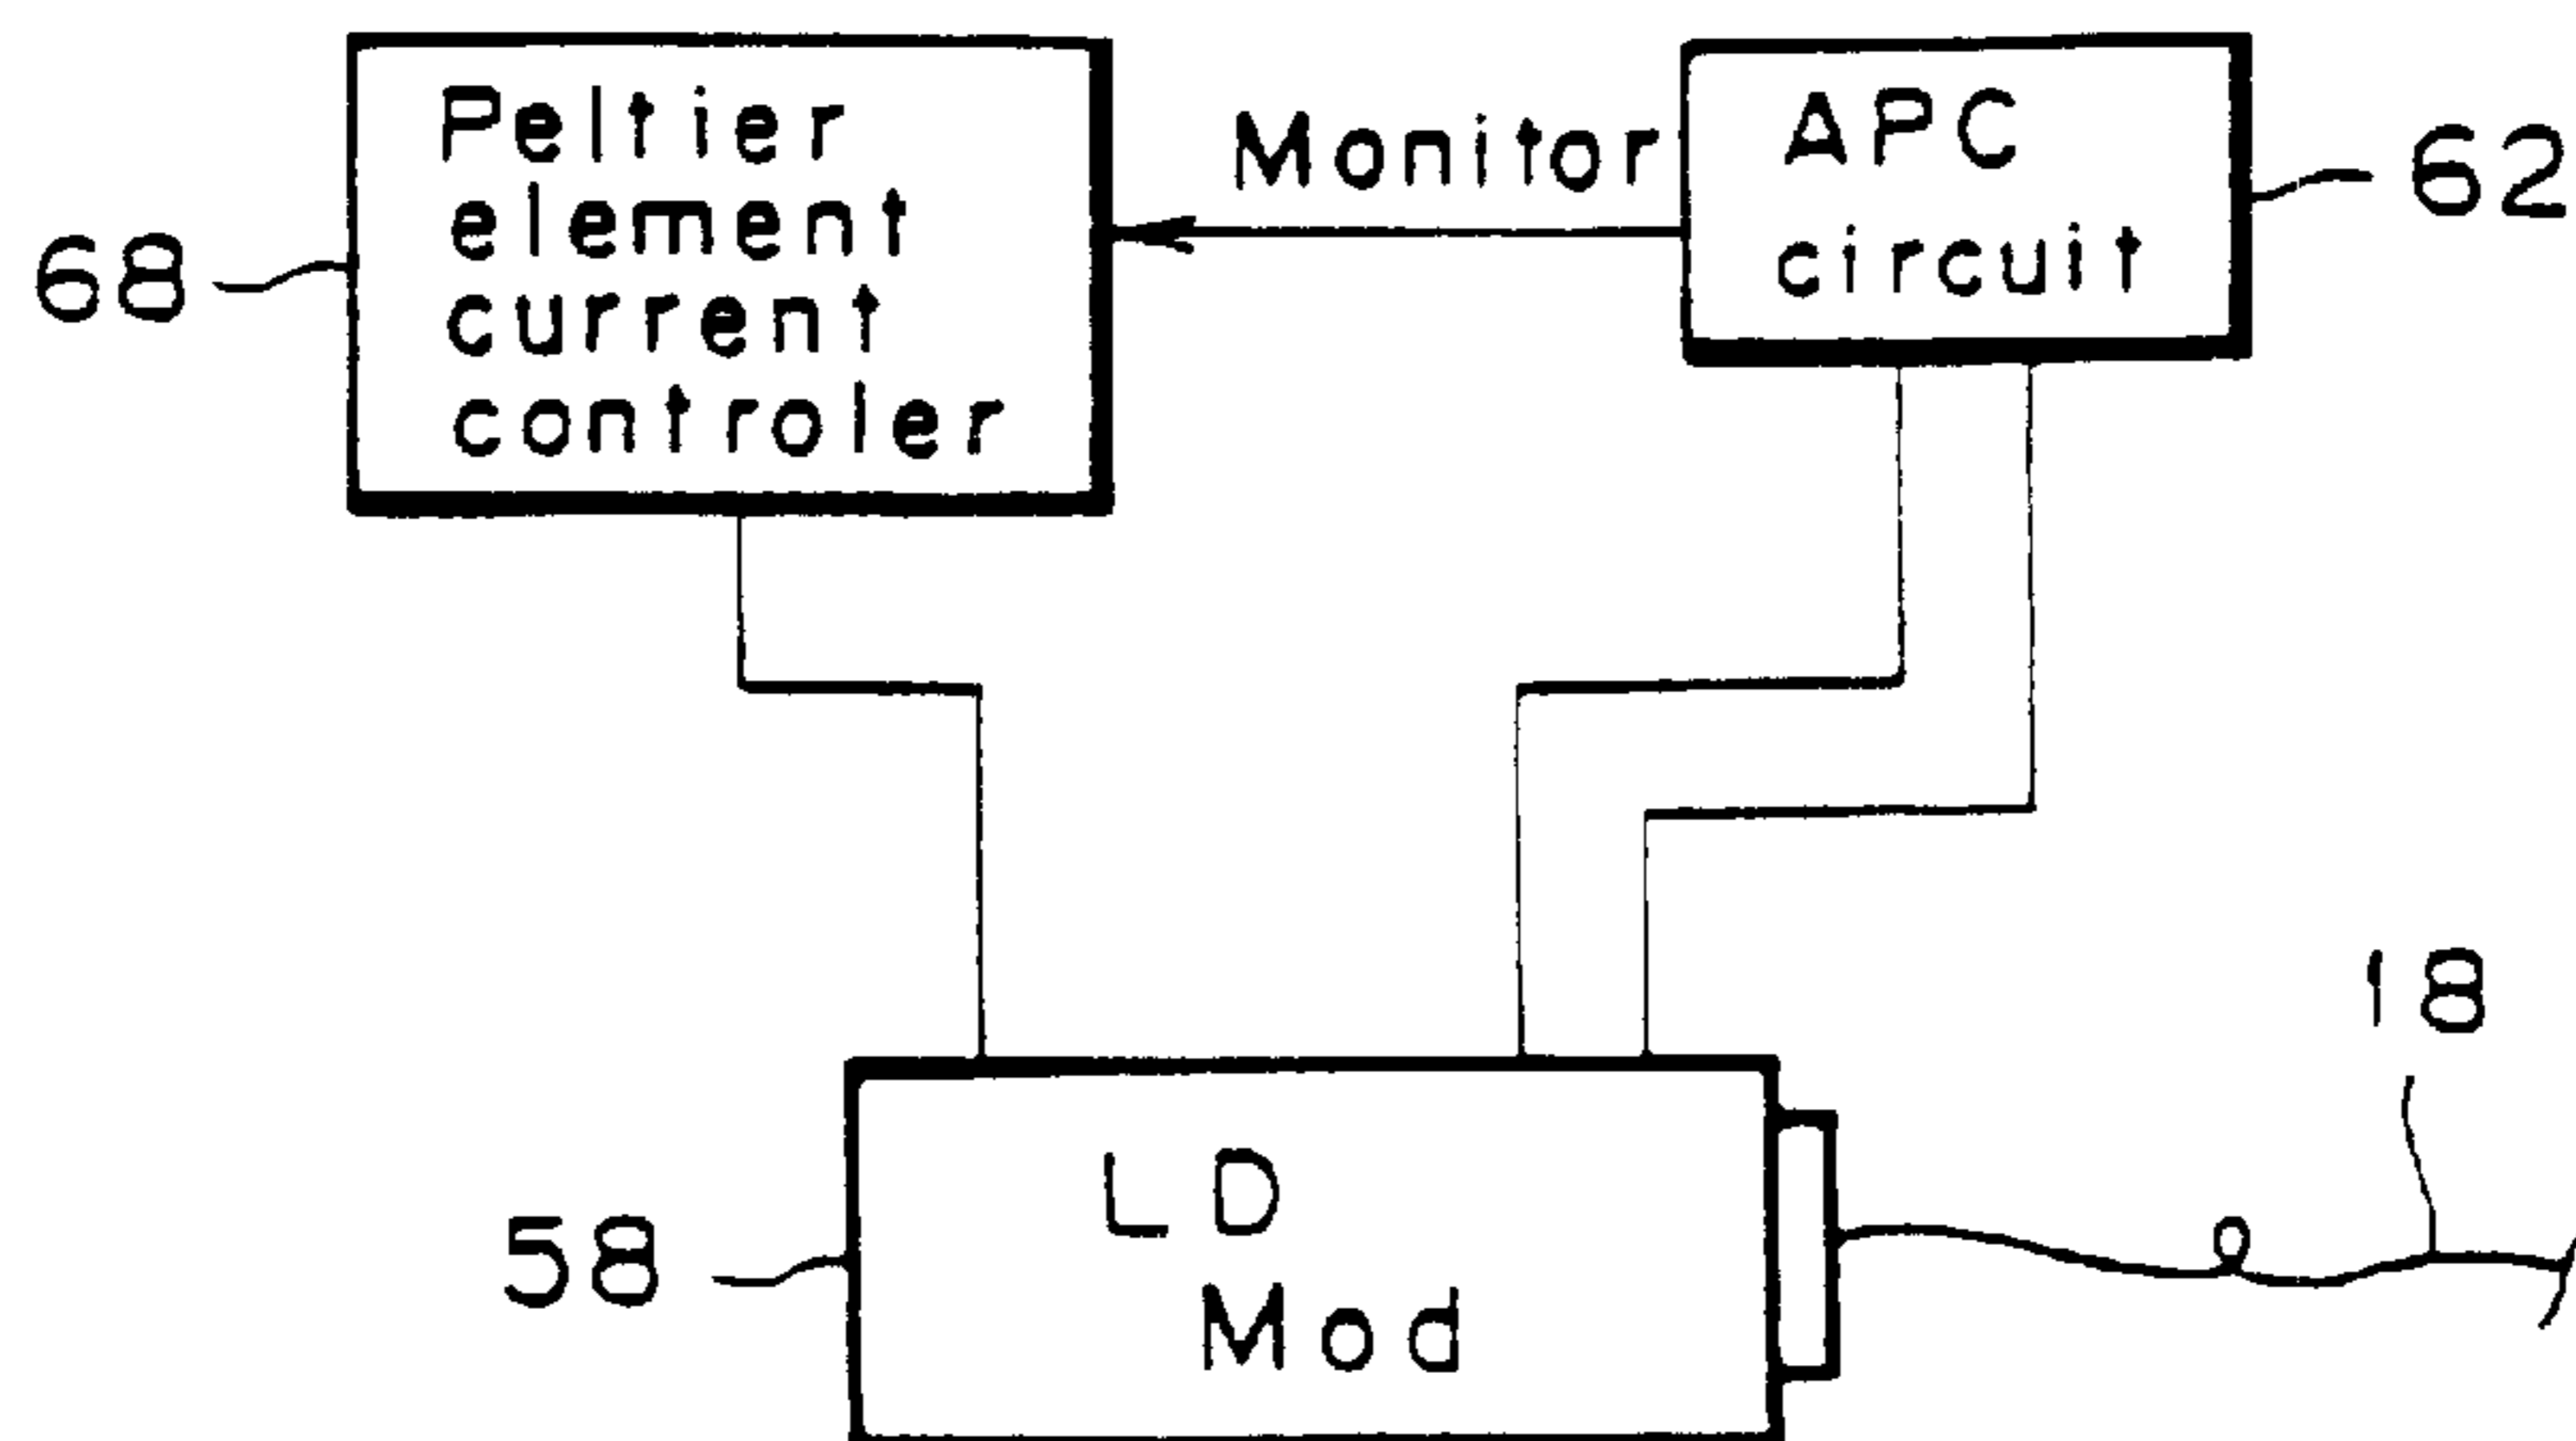 Peltier
element
current
controler
68
Monitor
APC
circuit
62
18
58
LD
Mod